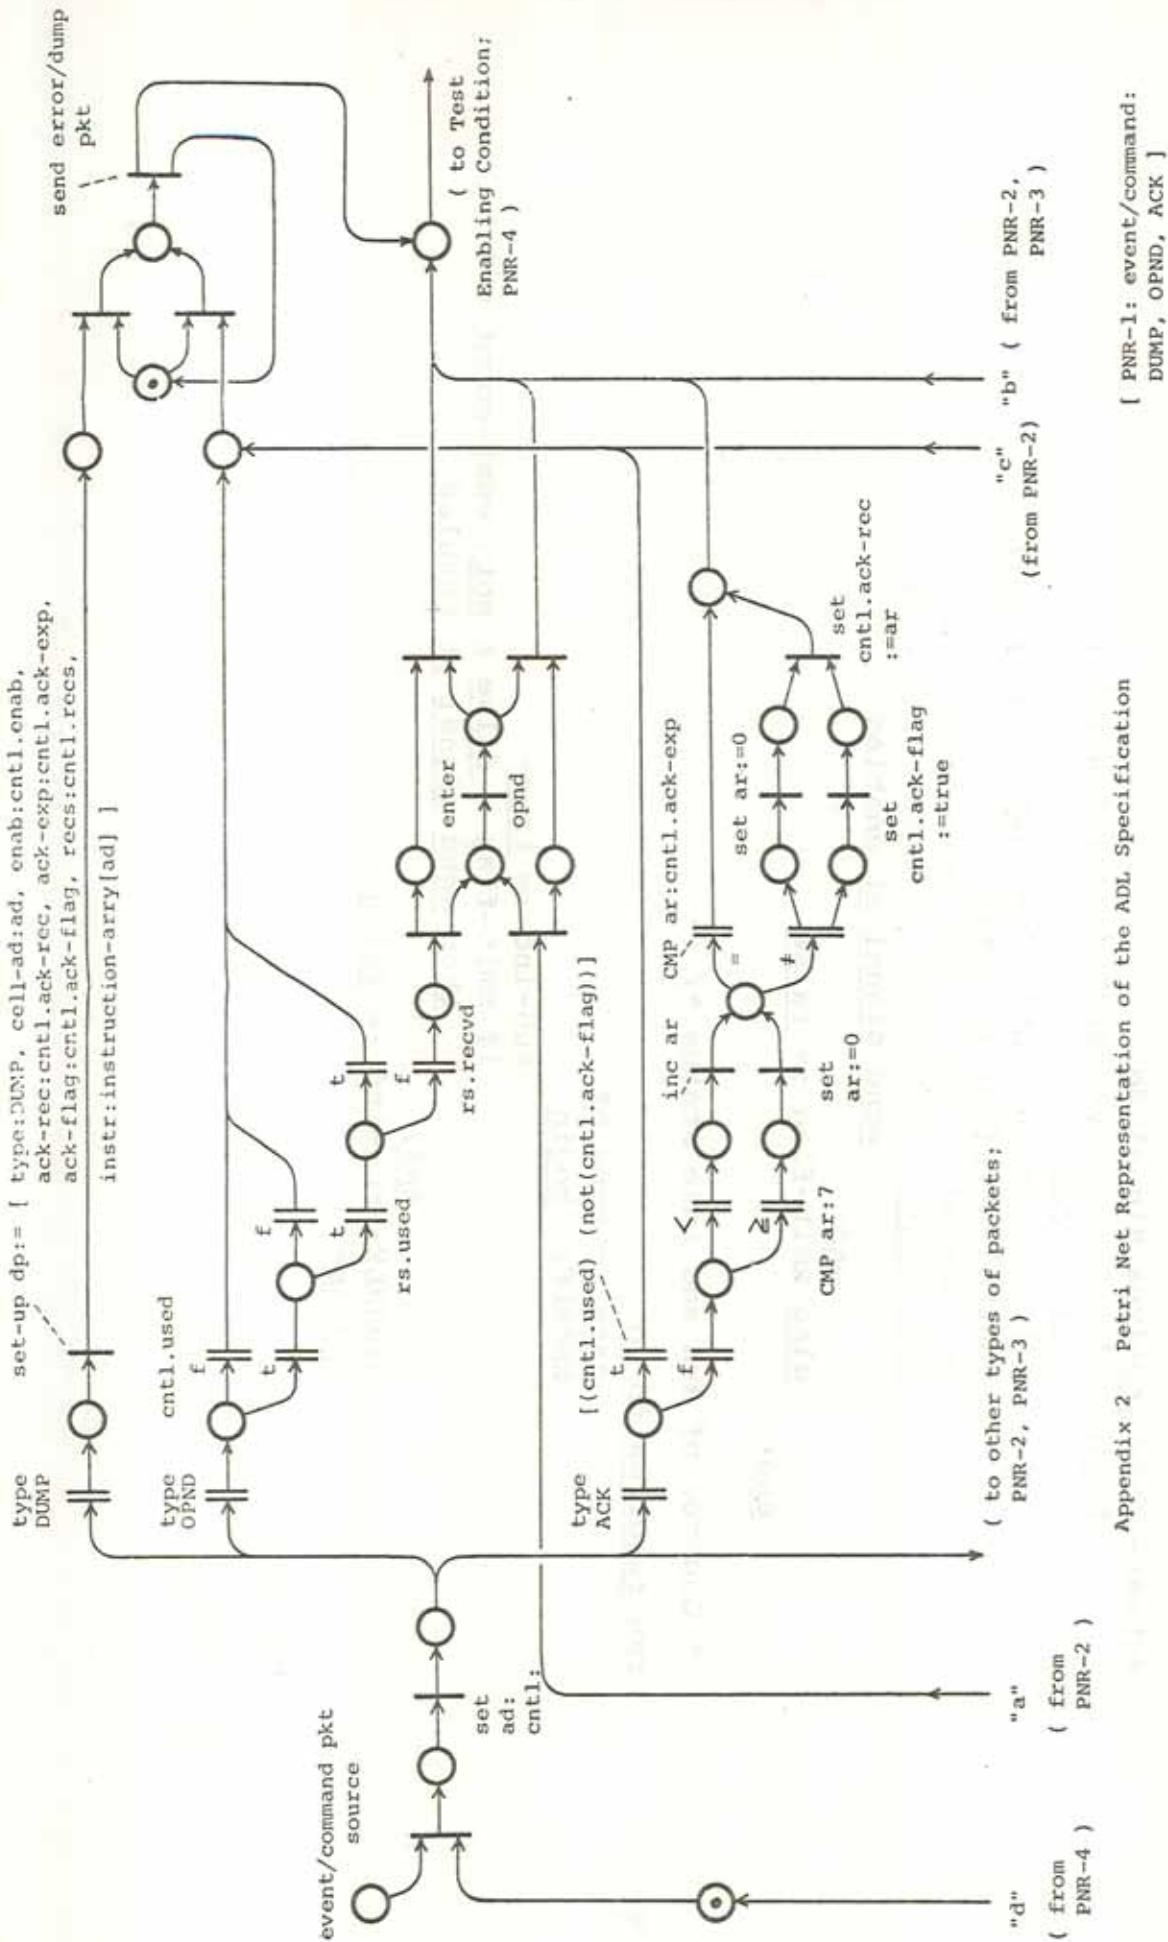 type
DUMP
set-up dp:= [ type:DUMP, cell-ad:ad, enab:cntl.enab,
ack-rec:cntl.ack-rec, ack-exp:cntl.ack-exp,
ack-flag:cntl.ack-flag, recs:cntl.recs,
instr:instruction-arry[ad] ]
send error/dump
pkt
type
OPND
cntl.used
f
t
f
t
rs.used
t
f
rs.recvd
enter
opnd
( to Test
Enabling Condition;
PNR-4 )
event/command pkt
source
set
ad:
cntl:
type
ACK
[(cntl.used) (not(cntl.ack-flag))]
t
f
<
≥
CMP ar:7
inc ar
set
ar:=0
CMP ar:cntl.ack-exp
=
≠
set ar:=0
set
cntl.ack-flag
:=true
set
cntl.ack-rec
:=ar
"d"
( from
PNR-4 )
"a"
( from
PNR-2 )
( to other types of packets;
PNR-2, PNR-3 )
"c"
(from PNR-2)
"b" ( from PNR-2,
PNR-3 )
Appendix 2 Petri Net Representation of the ADL Specification
[ PNR-1: event/command:
DUMP, OPND, ACK ]